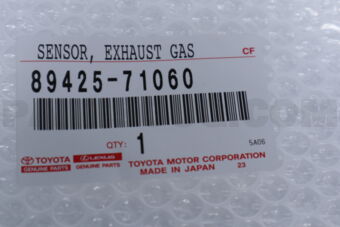 SENSOR, EXHAUST GAS CF
89425-71060
QTY: 1 5A06
TOYOTA LEXUS TOYOTA MOTOR CORPORATION
GENUINE PARTS GENUINE PARTS MADE IN JAPAN 23